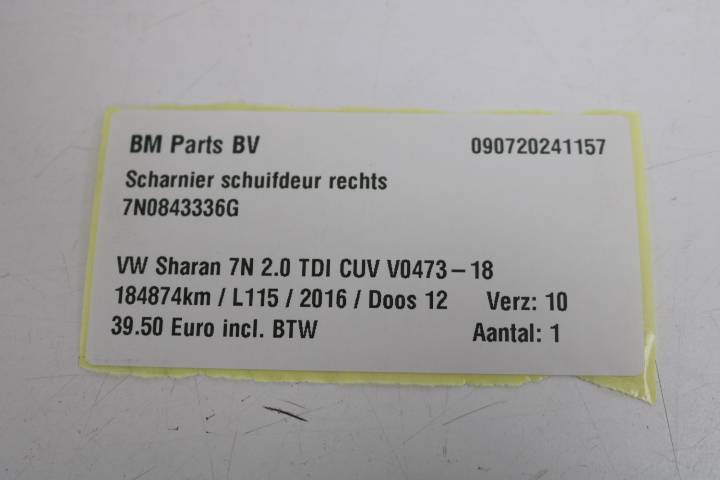 BM Parts BV 090720241157
Scharnier schuifdeur rechts
7N0843336G
VW Sharan 7N 2.0 TDI CUV V0473-18
184874km / L115 / 2016 / Doos 12 Verz: 10
39.50 Euro incl. BTW Aantal: 1